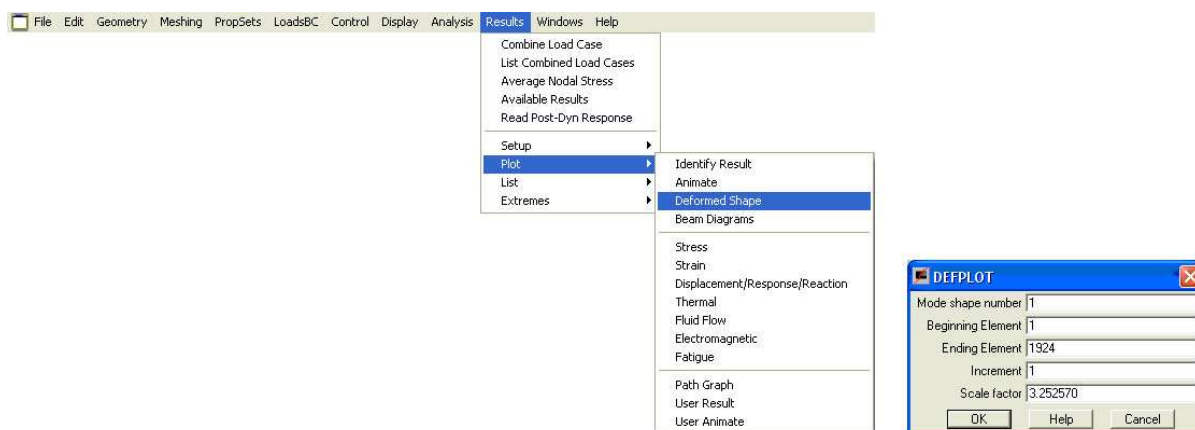 File Edit Geometry Meshing PropSets LoadsBC Control Display Analysis Results Windows Help
Combine Load Case
List Combined Load Cases
Average Nodal Stress
Available Results
Read Post-Dyn Response
Setup
Plot
List
Extremes
Identify Result
Animate
Deformed Shape
Beam Diagrams
Stress
Strain
Displacement/Response/Reaction
Thermal
Fluid Flow
Electromagnetic
Fatigue
Path Graph
User Result
User Animate
DEFPLOT
Mode shape number 1
Beginning Element 1
Ending Element 1924
Increment 1
Scale factor 3.252570
OK Help Cancel